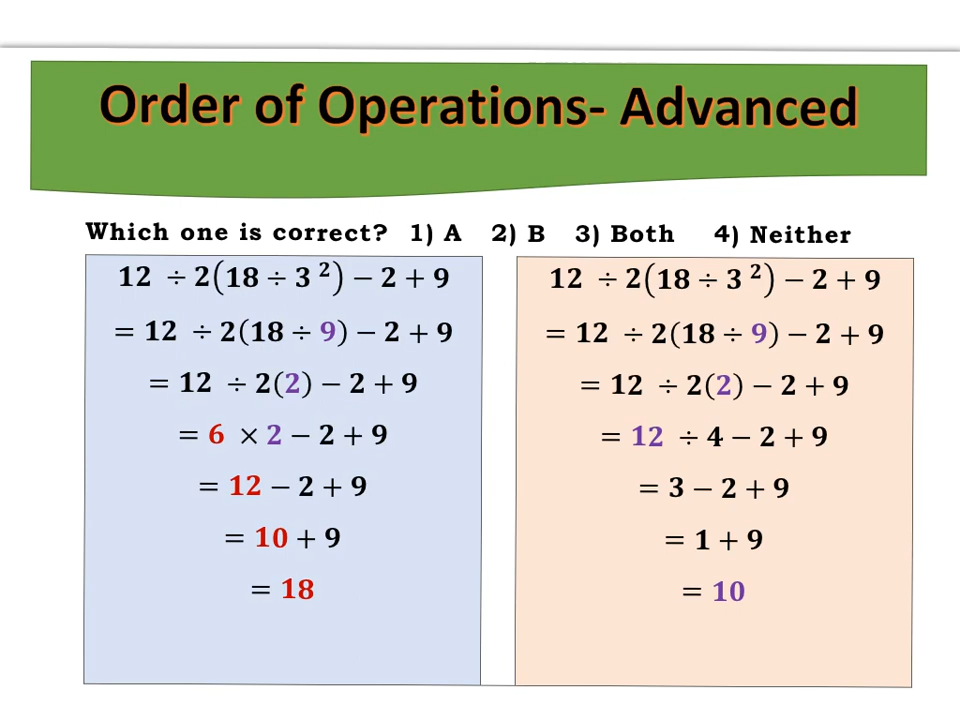 Order of Operations- Advanced
Which one is correct? 1) A 2) B 3) Both 4) Neither
12 ÷ 2(18 ÷ 3²) − 2 + 9
= 12 ÷ 2(18 ÷ 9) − 2 + 9
= 12 ÷ 2(2) − 2 + 9
= 6 × 2 − 2 + 9
= 12 − 2 + 9
= 10 + 9
= 18
12 ÷ 2(18 ÷ 3²) − 2 + 9
= 12 ÷ 2(18 ÷ 9) − 2 + 9
= 12 ÷ 2(2) − 2 + 9
= 12 ÷ 4 − 2 + 9
= 3 − 2 + 9
= 1 + 9
= 10